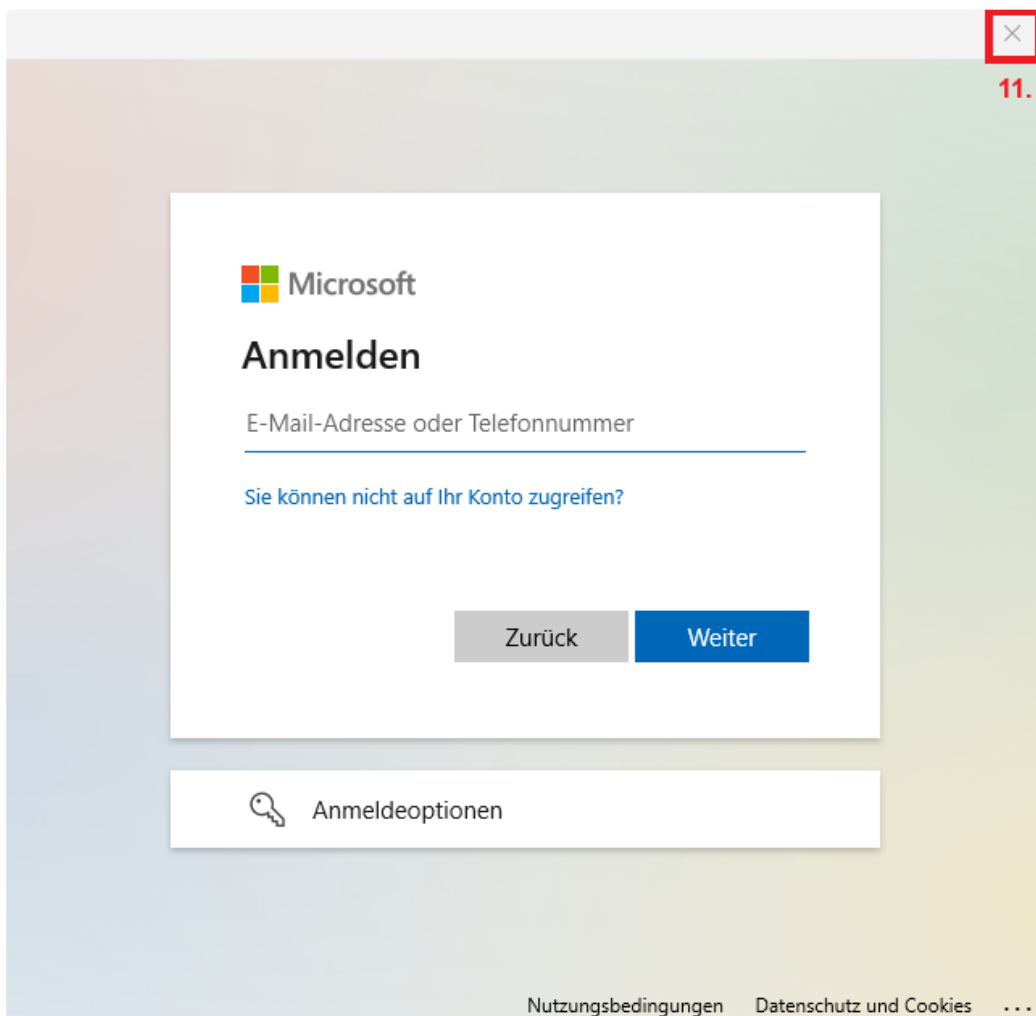 11.
Microsoft
Anmelden
E-Mail-Adresse oder Telefonnummer
Sie können nicht auf Ihr Konto zugreifen?
Zurück Weiter
Anmeldeoptionen
Nutzungsbedingungen Datenschutz und Cookies ...